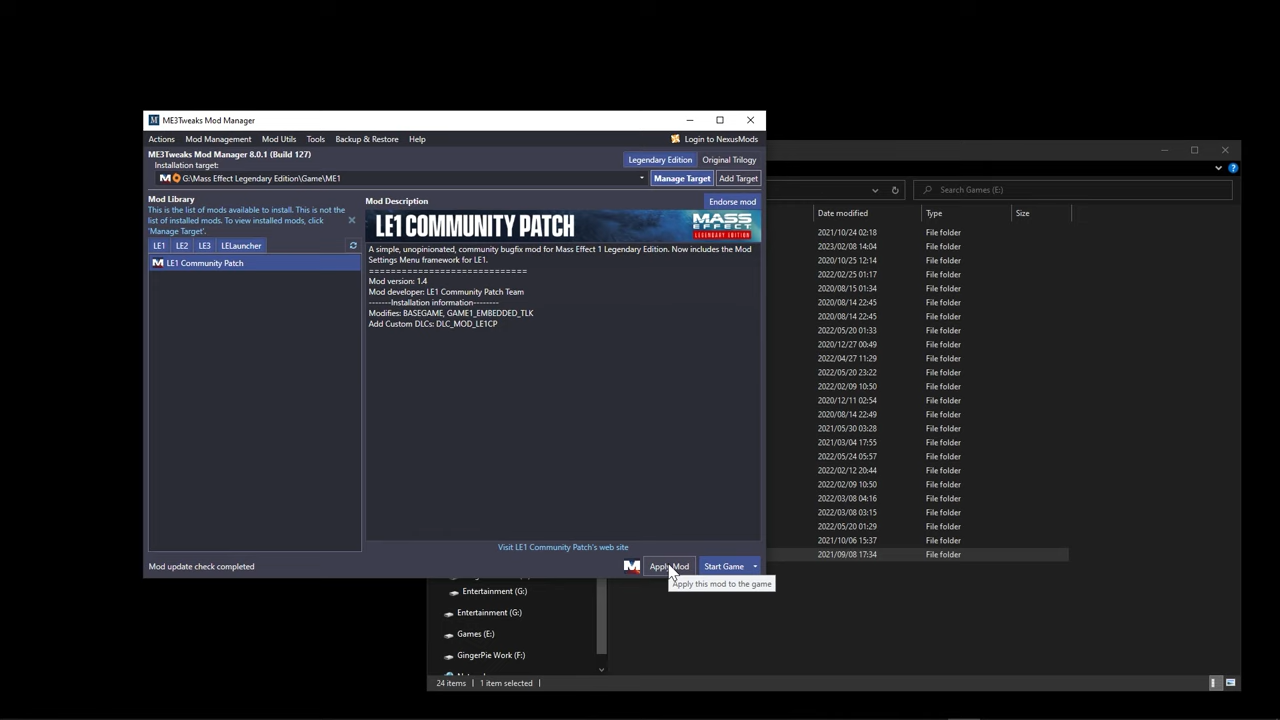 ME3Tweaks Mod Manager
Actions Mod Management Mod Utils Tools Backup & Restore Help Login to NexusMods
ME3Tweaks Mod Manager 8.0.1 (Build 127)
Legendary Edition Original Trilogy
Installation target:
G:\Mass Effect Legendary Edition\Game\ME1 Manage Target Add Target
Mod Library
This is the list of mods available to install. This is not the
list of installed mods. To view installed mods, click
'Manage Target'.
LE1 LE2 LE3 LELauncher
LE1 Community Patch
Mod Description Endorse mod
LE1 COMMUNITY PATCH MASS EFFECT LEGENDARY EDITION
A simple, unopinionated, community bugfix mod for Mass Effect 1 Legendary Edition. Now includes the Mod
Settings Menu framework for LE1.
============================
Mod version: 1.4
Mod developer: LE1 Community Patch Team
-------Installation information--------
Modifies: BASEGAME, GAME1_EMBEDDED_TLK
Add Custom DLCs: DLC_MOD_LE1CP
Visit LE1 Community Patch's web site
Mod update check completed
Apply Mod Start Game
Apply this mod to the game
Search Games (E:)
Date modified Type Size
2021/10/24 02:18 File folder
2023/02/08 14:04 File folder
2020/10/25 12:14 File folder
2022/02/25 01:17 File folder
2020/08/15 01:34 File folder
2020/08/14 22:45 File folder
2020/08/14 22:45 File folder
2022/05/20 01:33 File folder
2020/12/27 00:49 File folder
2022/04/27 11:29 File folder
2022/05/20 23:22 File folder
2022/02/09 10:50 File folder
2020/12/11 02:54 File folder
2020/08/14 22:49 File folder
2021/05/30 03:28 File folder
2021/03/04 17:55 File folder
2022/05/24 05:57 File folder
2022/02/12 20:44 File folder
2022/02/09 10:50 File folder
2022/03/08 04:16 File folder
2022/03/08 03:15 File folder
2022/05/20 01:29 File folder
2021/10/06 15:37 File folder
2021/09/08 17:34 File folder
Entertainment (G:)
Entertainment (G:)
Games (E:)
GingerPie Work (F:)
24 items 1 item selected